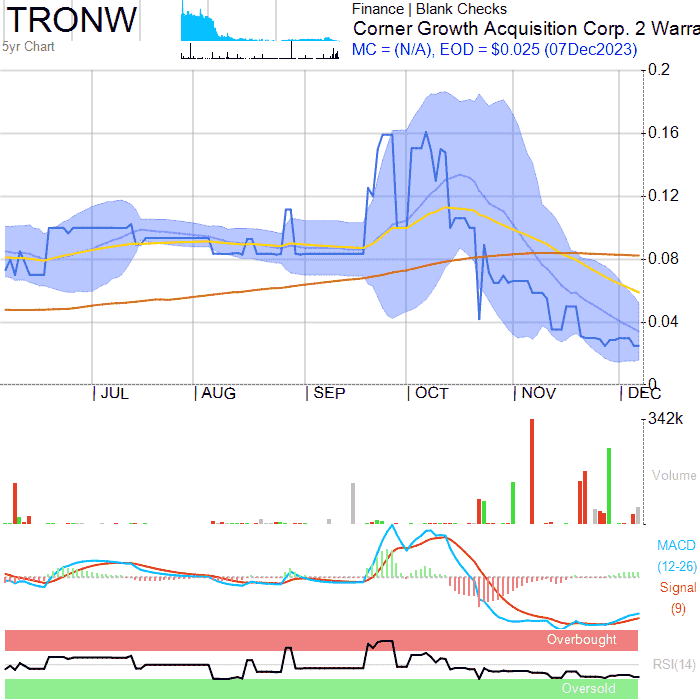 TRONW
5yr Chart
Finance | Blank Checks
Corner Growth Acquisition Corp. 2 Warra
MC = (N/A), EOD = $0.025 (07Dec2023)
0.2
0.16
0.12
0.08
0.04
0
JUL AUG SEP OCT NOV DEC
342k
Volume
MACD
(12-26)
Signal
(9)
Overbought
RSI(14)
Oversold